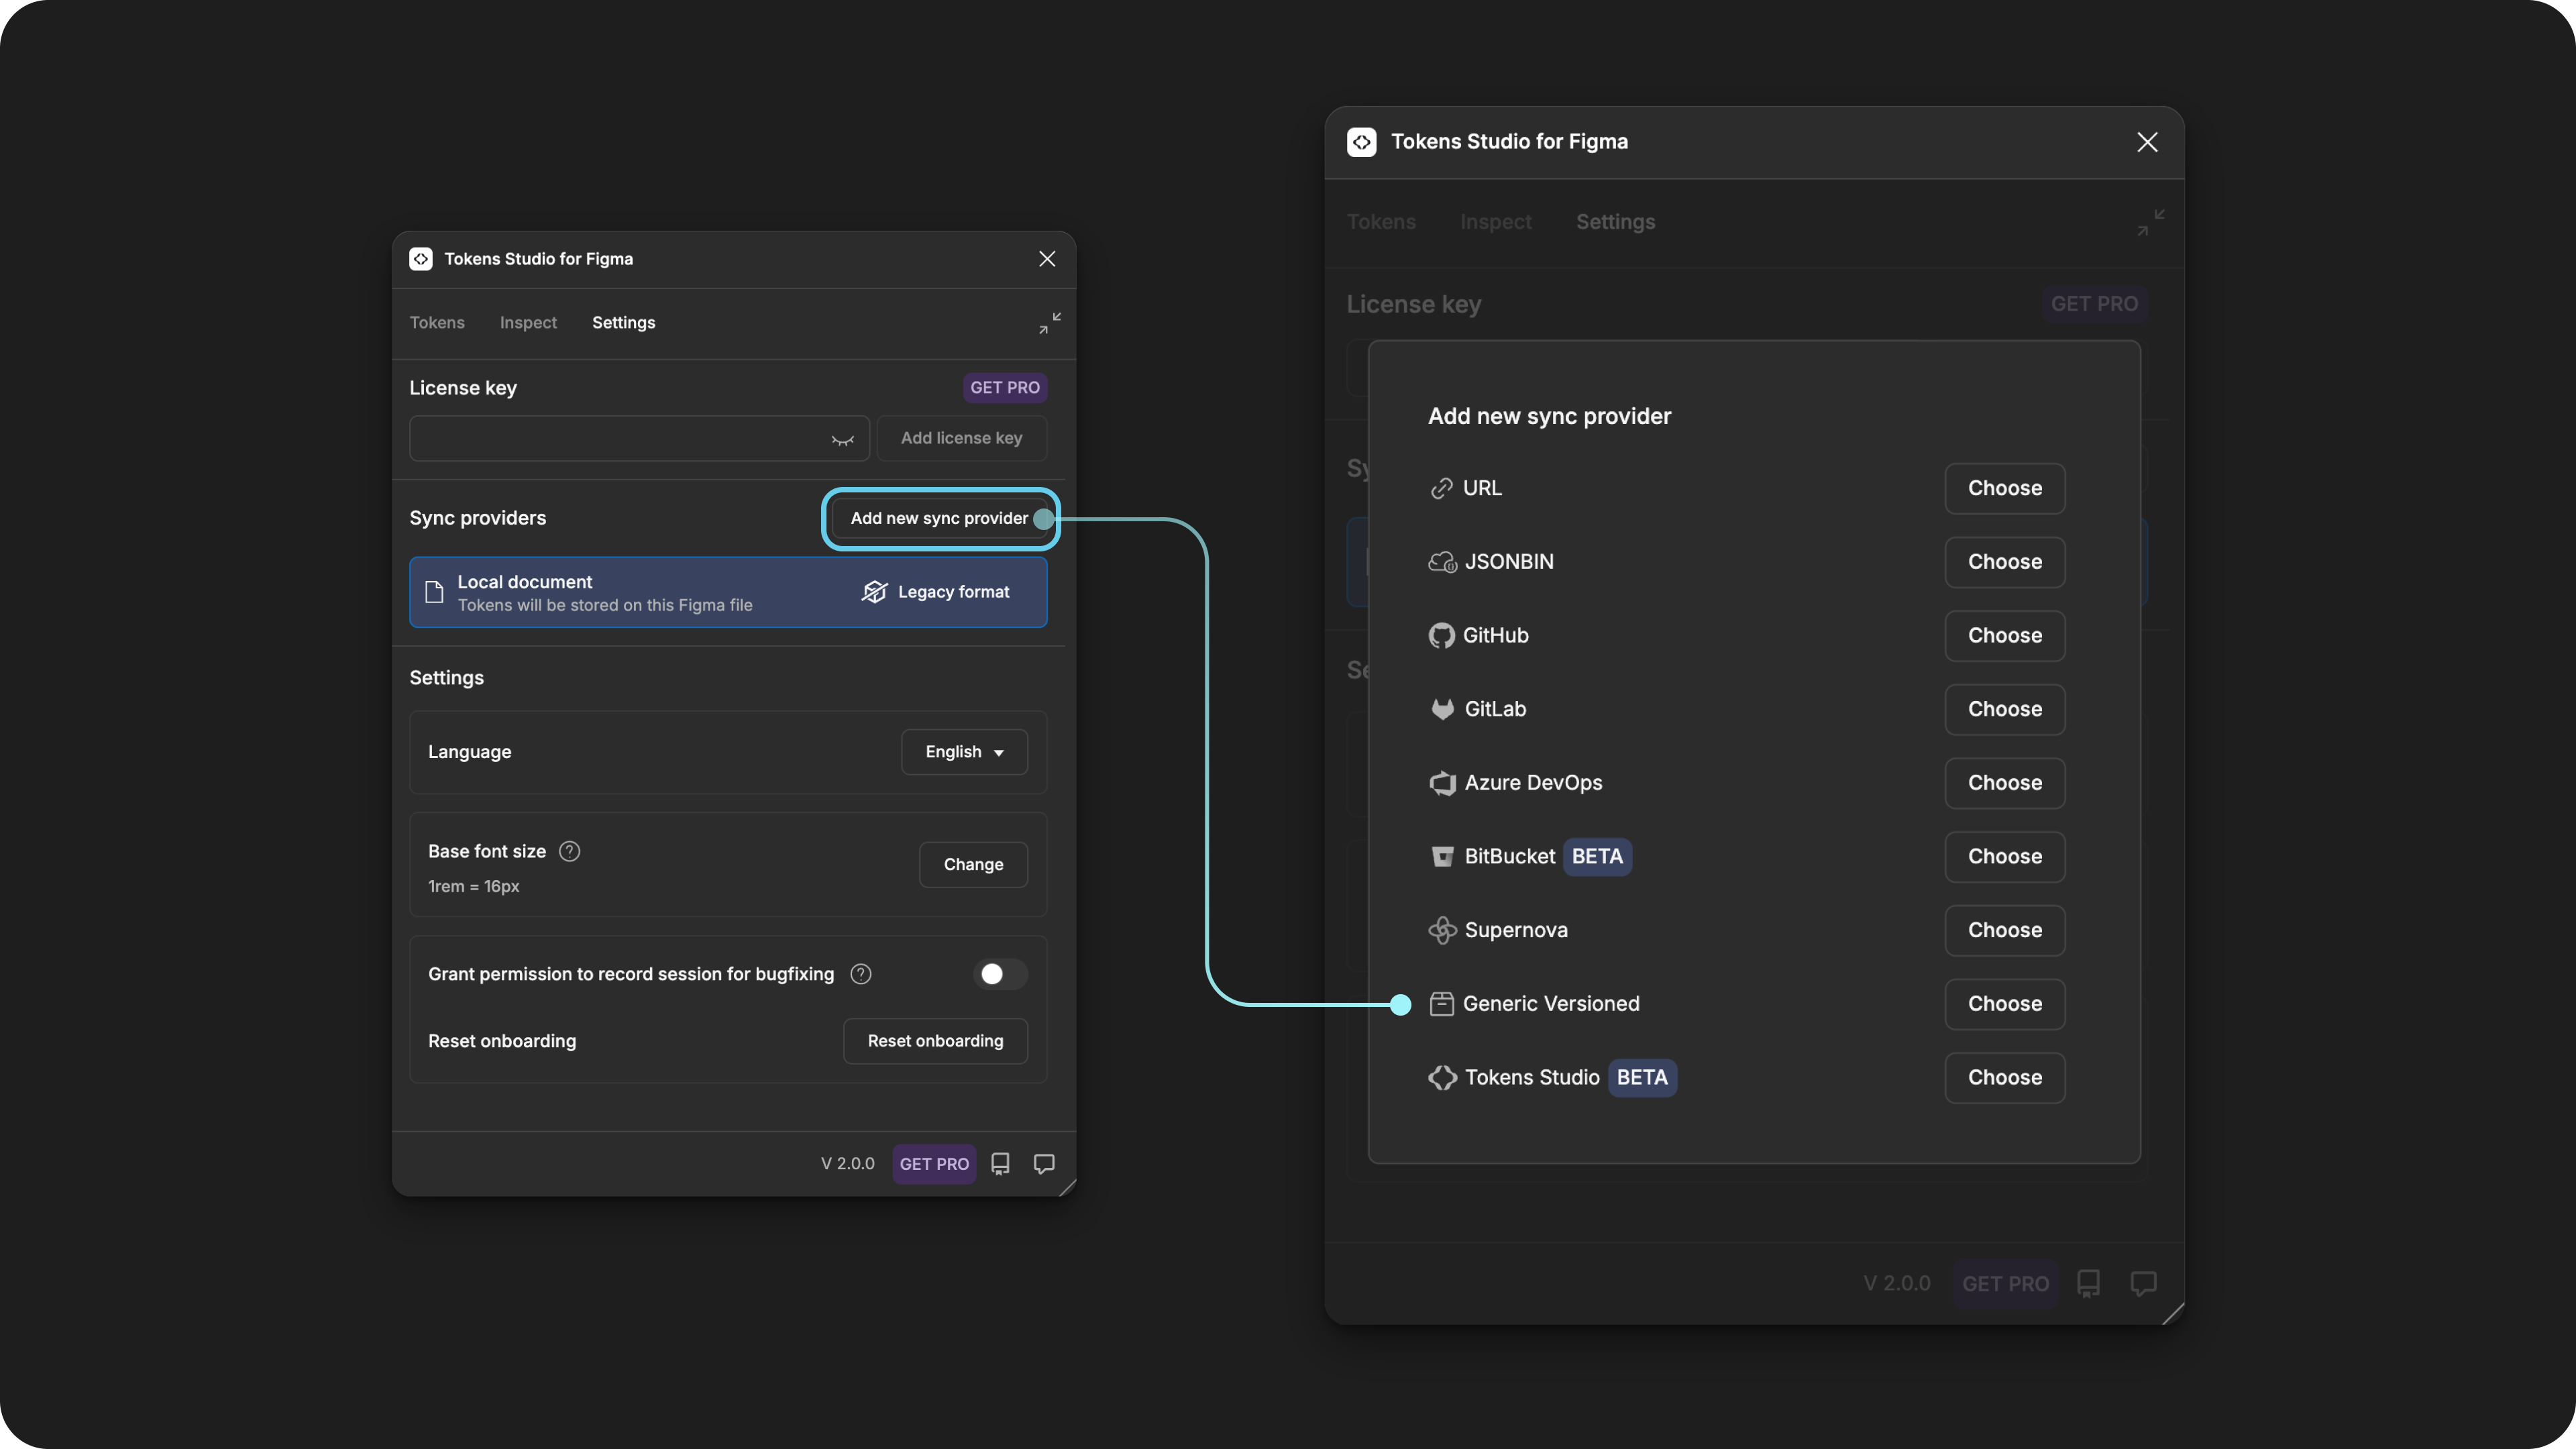 Tokens Studio for Figma
Tokens Inspect Settings
License key GET PRO
Add license key
Sync providers Add new sync provider
Local document
Tokens will be stored on this Figma file
Legacy format
Settings
Language English
Base font size ?
1rem = 16px
Change
Grant permission to record session for bugfixing ?
Reset onboarding Reset onboarding
V 2.0.0 GET PRO
Tokens Studio for Figma
Tokens Inspect Settings
License key GET PRO
Add new sync provider
Sy
Se
URL Choose
JSONBIN Choose
GitHub Choose
GitLab Choose
Azure DevOps Choose
BitBucket BETA Choose
Supernova Choose
Generic Versioned Choose
Tokens Studio BETA Choose
V 2.0.0 GET PRO